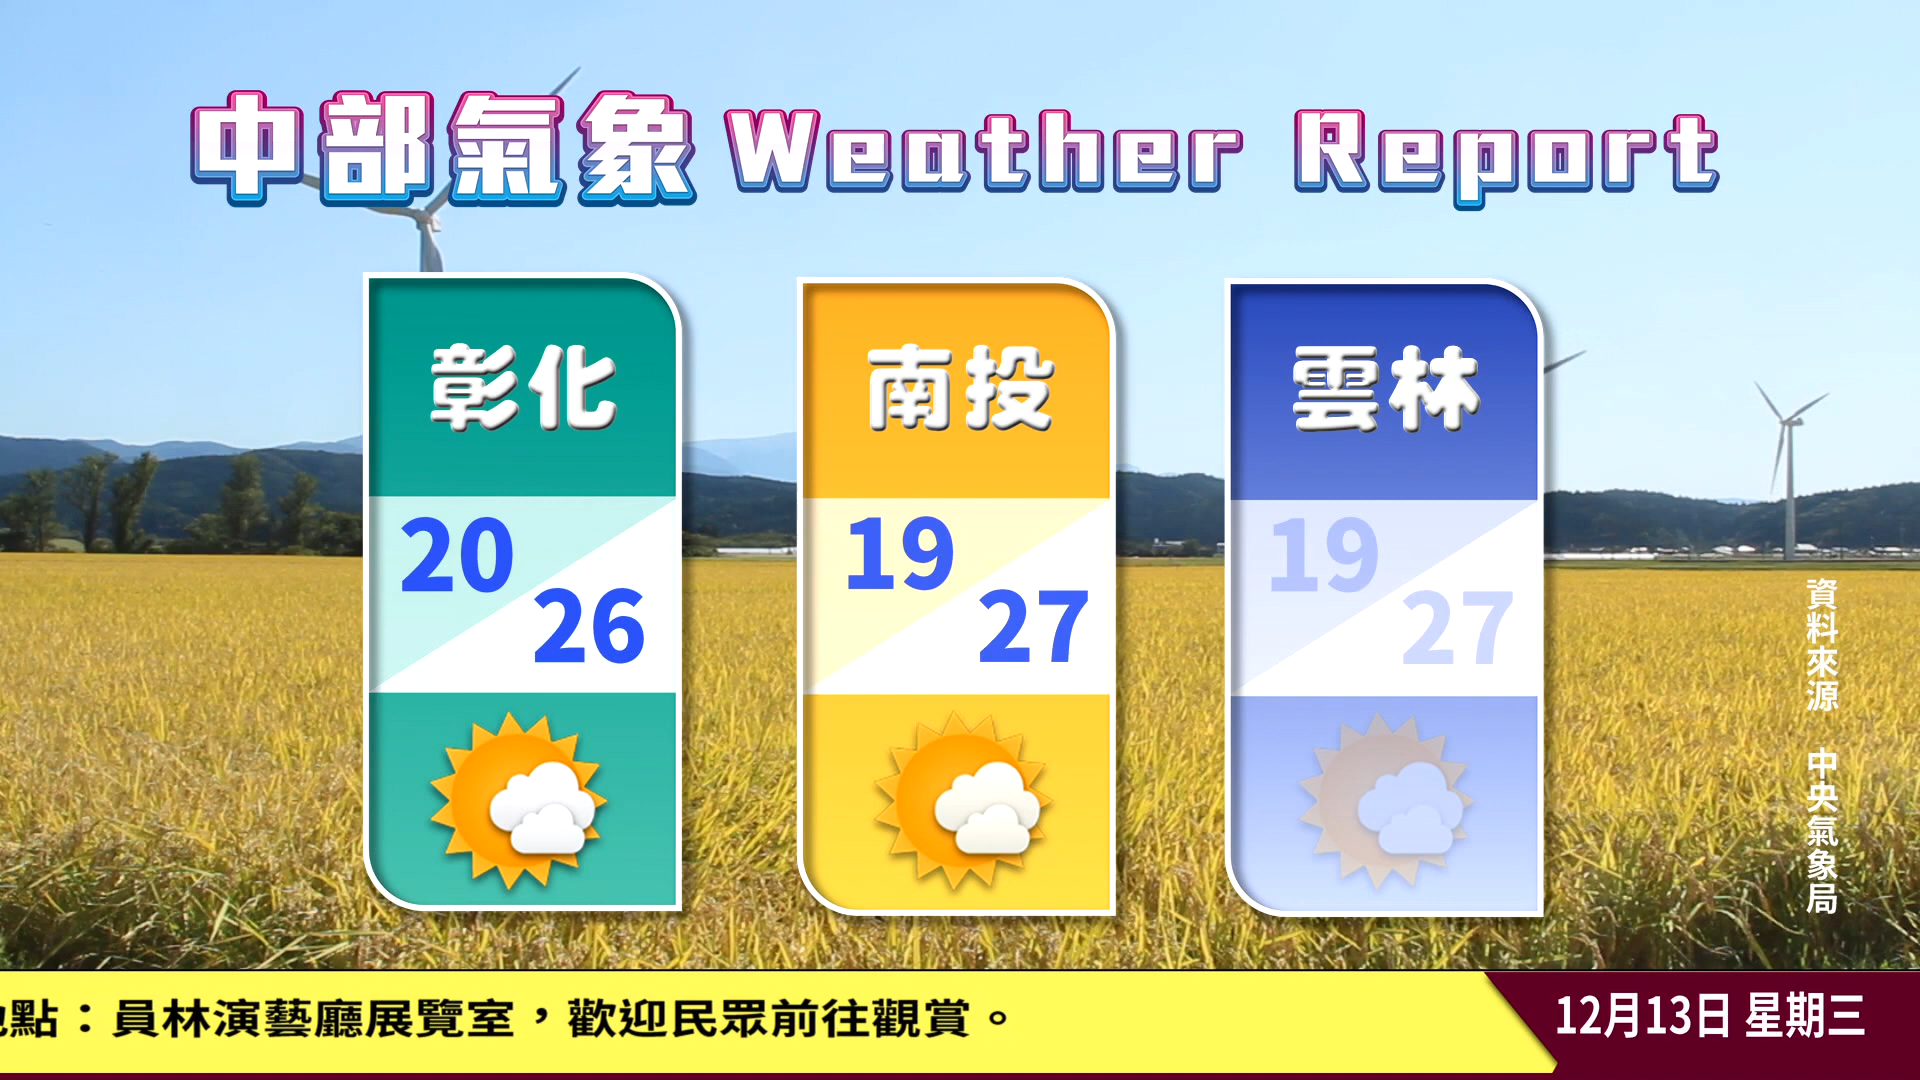 中部氣象 Weather Report
彰化
20
26
南投
19
27
雲林
19
27
資料來源 中央氣象局
點：員林演藝廳展覽室，歡迎民眾前往觀賞。
12月13日 星期三